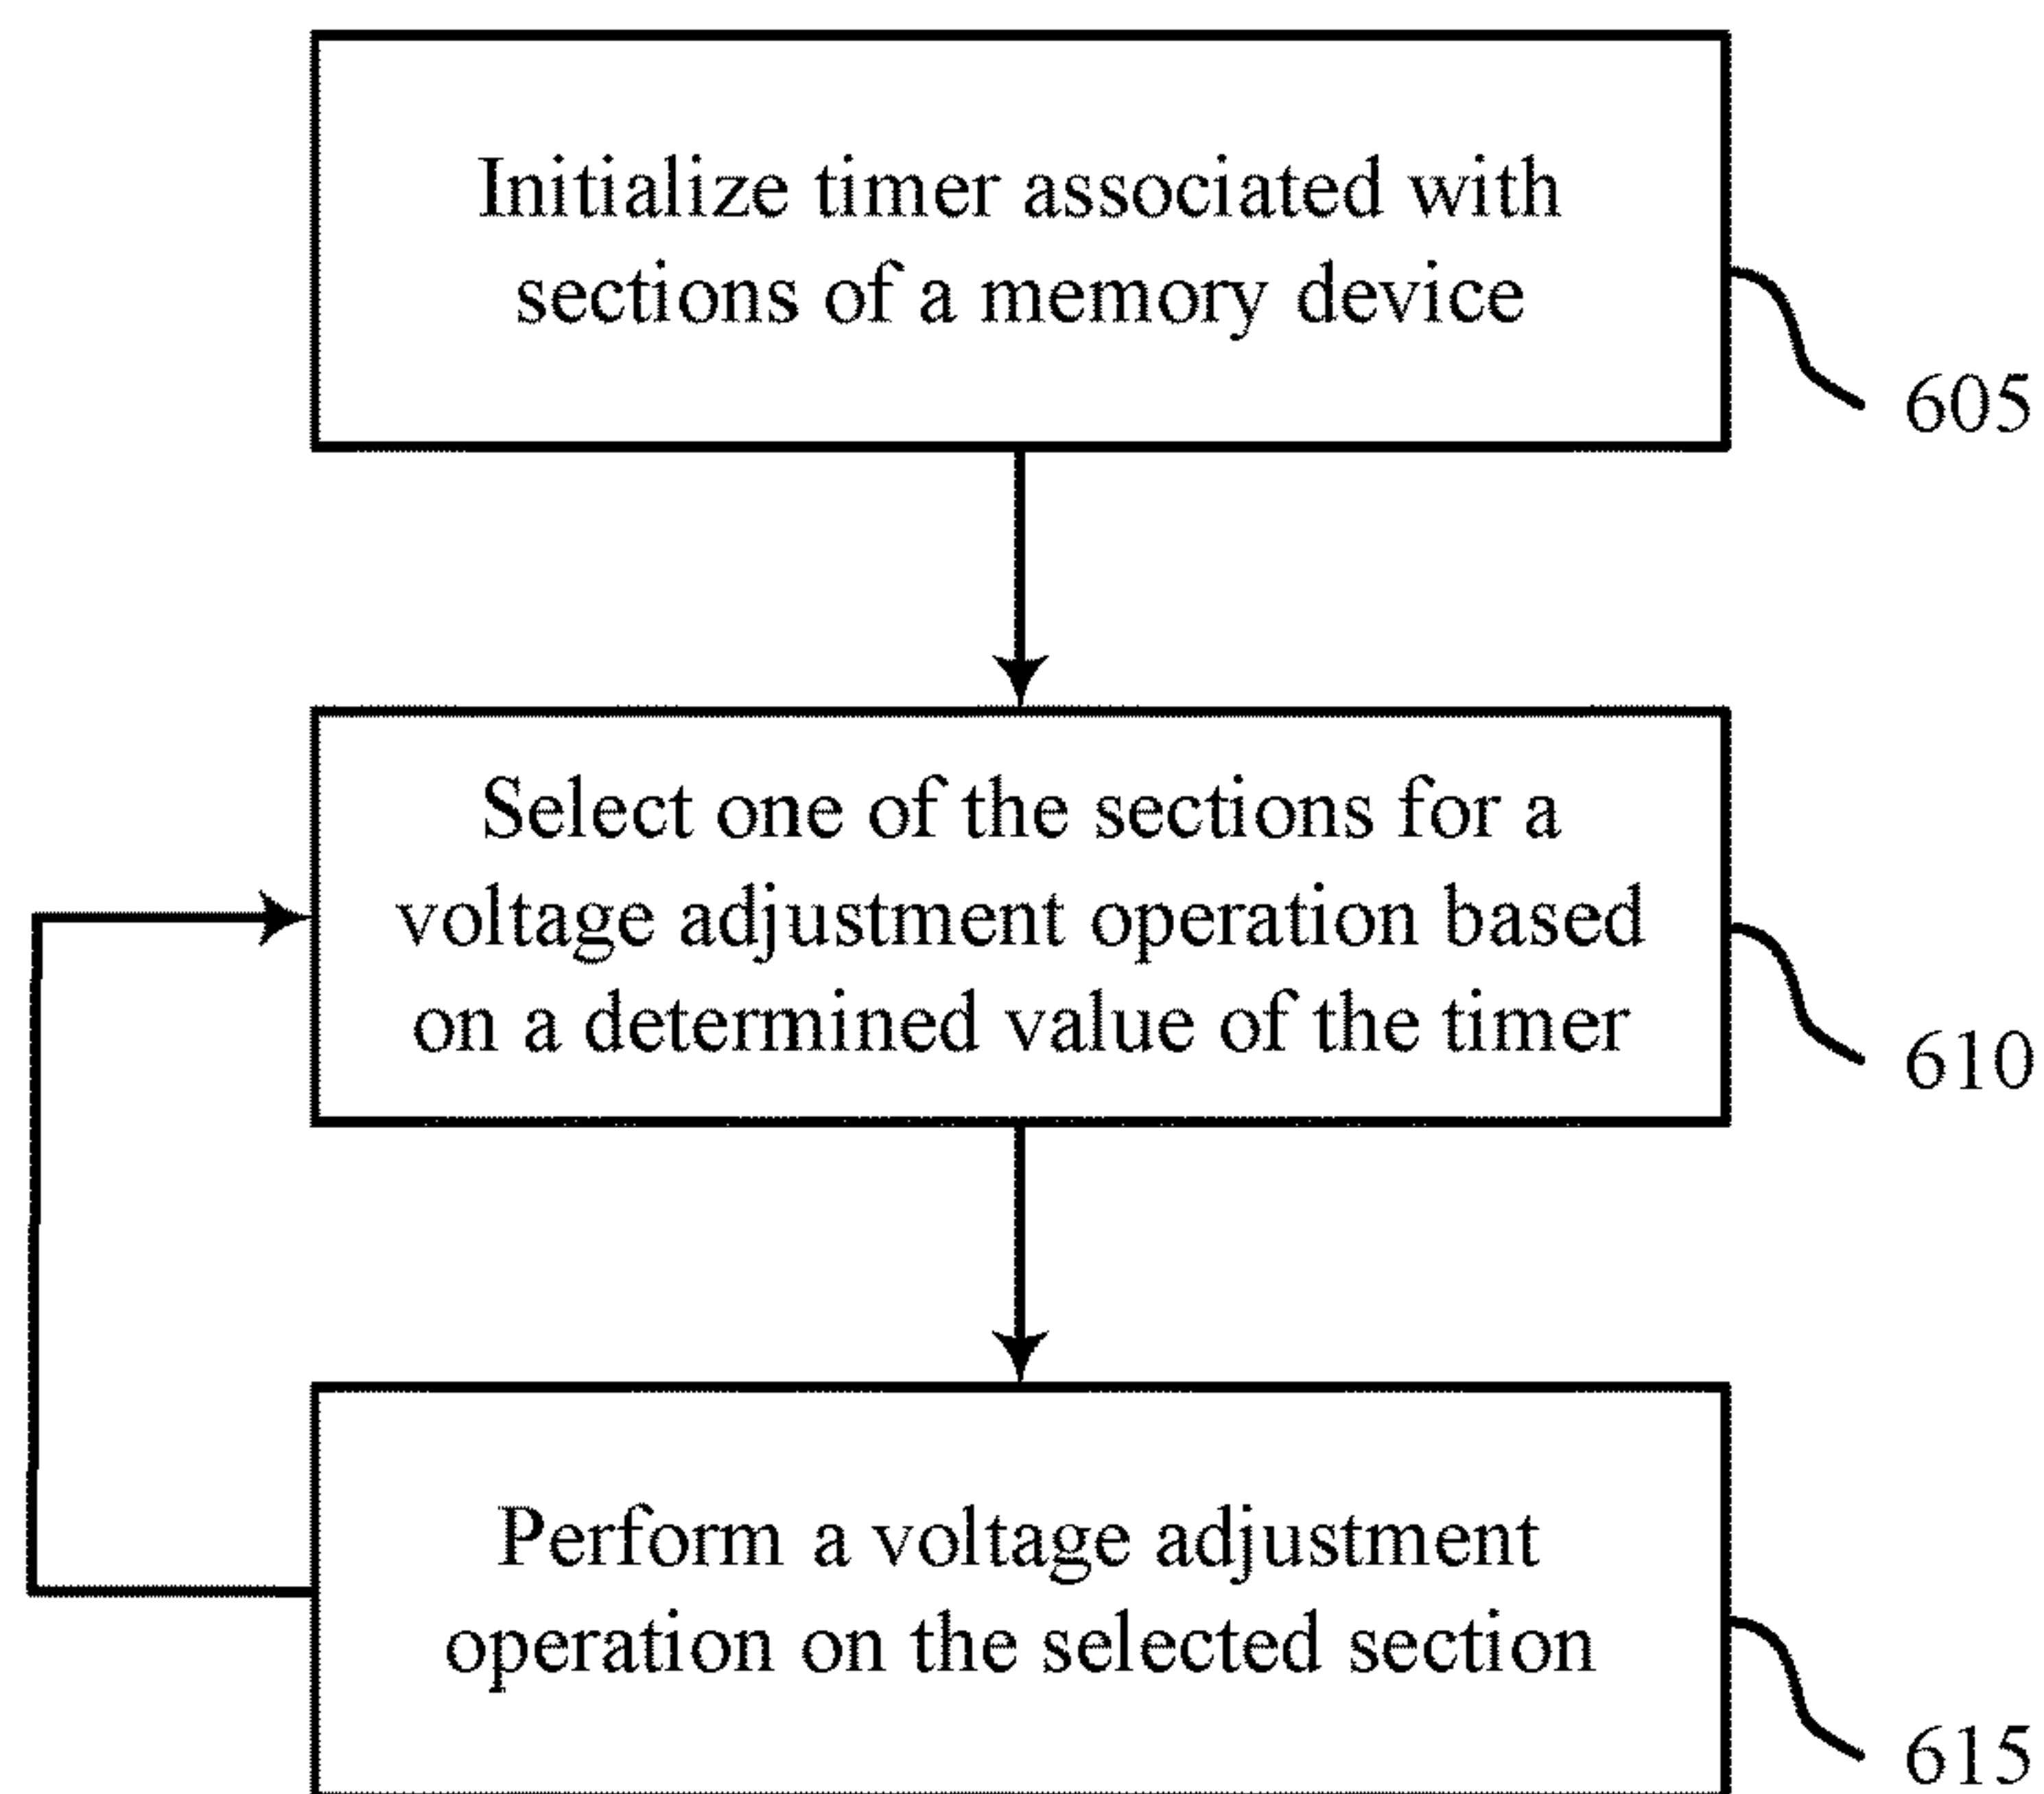 Initialize timer associated with
sections of a memory device
605
Select one of the sections for a
voltage adjustment operation based
on a determined value of the timer
610
Perform a voltage adjustment
operation on the selected section
615